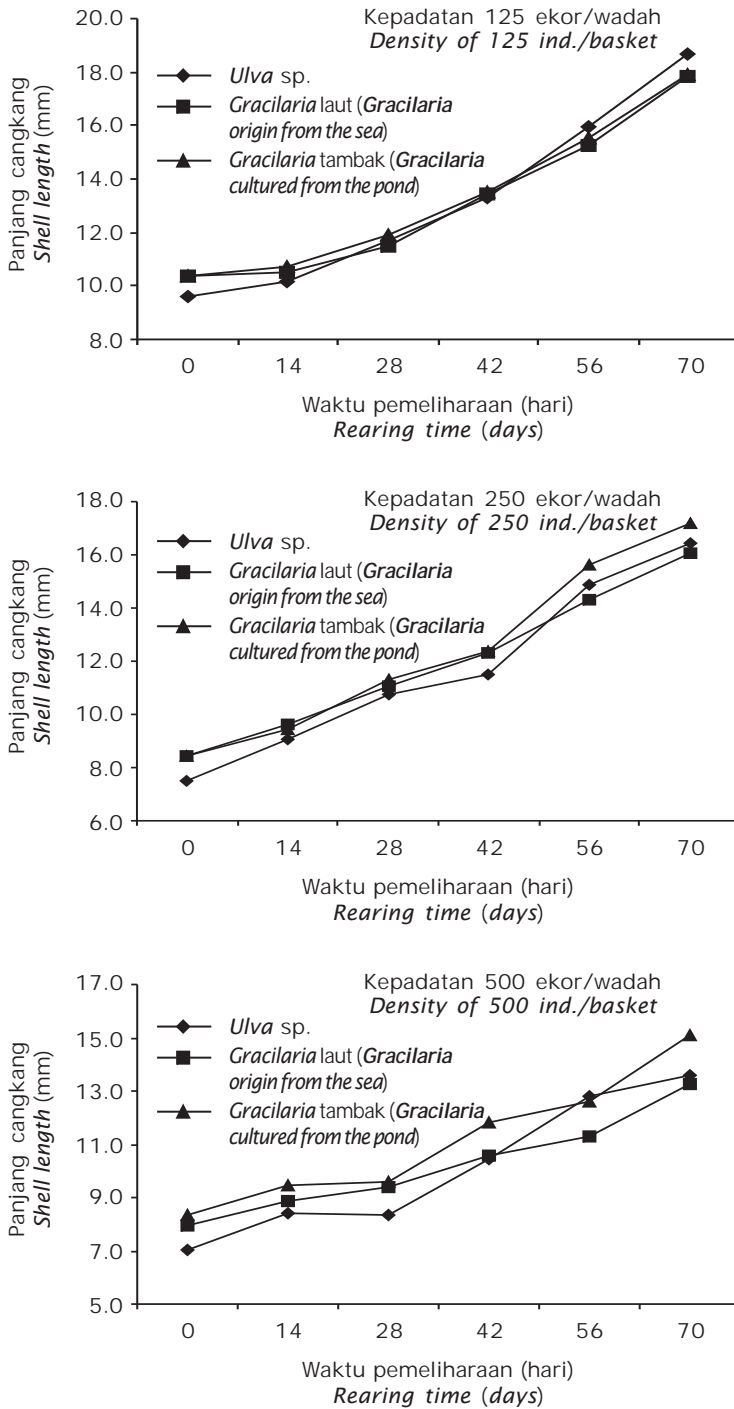 Kepadatan 125 ekor/wadah
Density of 125 ind./basket
Panjang cangkang
Shell length (mm)
20.0
18.0
16.0
14.0
12.0
10.0
8.0
Ulva sp.
Gracilaria laut (Gracilaria
origin from the sea)
Gracilaria tambak (Gracilaria
cultured from the pond)
0 14 28 42 56 70
Waktu pemeliharaan (hari)
Rearing time (days)
Kepadatan 250 ekor/wadah
Density of 250 ind./basket
Panjang cangkang
Shell length (mm)
18.0
16.0
14.0
12.0
10.0
8.0
6.0
Ulva sp.
Gracilaria laut (Gracilaria
origin from the sea)
Gracilaria tambak (Gracilaria
cultured from the pond)
0 14 28 42 56 70
Waktu pemeliharaan (hari)
Rearing time (days)
Kepadatan 500 ekor/wadah
Density of 500 ind./basket
Panjang cangkang
Shell length (mm)
17.0
15.0
13.0
11.0
9.0
7.0
5.0
Ulva sp.
Gracilaria laut (Gracilaria
origin from the sea)
Gracilaria tambak (Gracilaria
cultured from the pond)
0 14 28 42 56 70
Waktu pemeliharaan (hari)
Rearing time (days)